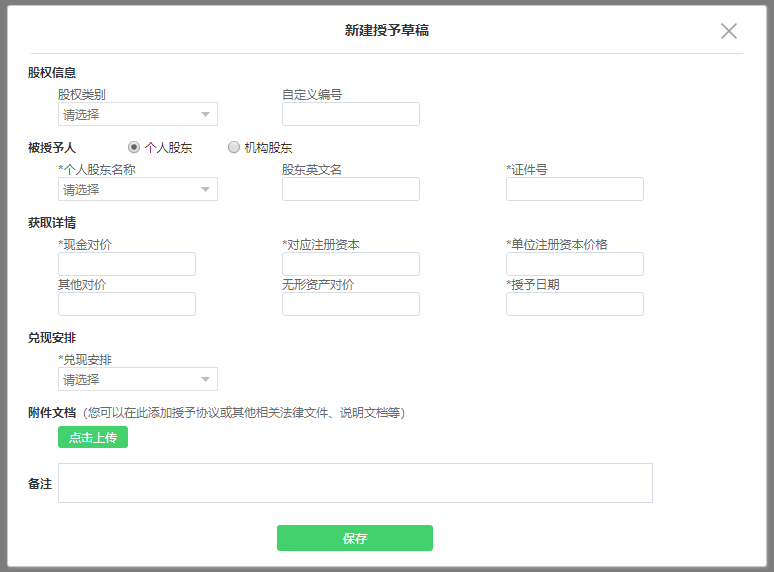 新建授予草稿
股权信息
股权类别 自定义编号
请选择
被授予人 个人股东 机构股东
*个人股东名称 股东英文名 *证件号
请选择
获取详情
*现金对价 *对应注册资本 *单位注册资本价格
其他对价 无形资产对价 *授予日期
兑现安排
*兑现安排
请选择
附件文档（您可以在此添加授予协议或其他相关法律文件、说明文档等）
点击上传
备注
保存